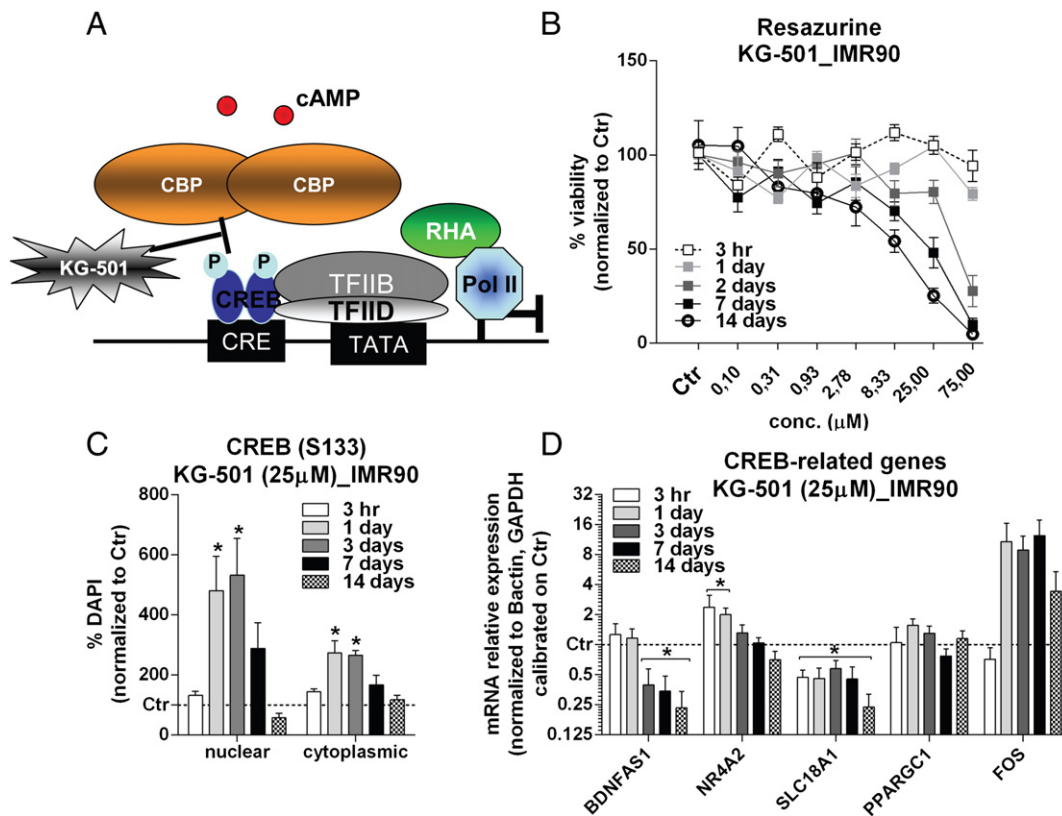 A
cAMP
CBP
CBP
KG-501
P
P
CREB
RHA
TFIIB
TFIID
Pol II
CRE
TATA
B
Resazurine
KG-501_IMR90
% viability
(normalized to Ctr)
150
100
50
0
3 hr
1 day
2 days
7 days
14 days
Ctr
0,10
0,31
0,93
2,78
8,33
25,00
75,00
conc. (μM)
C
CREB (S133)
KG-501 (25μM)_IMR90
% DAPI
(normalized to Ctr)
800
600
400
200
Ctr
0
3 hr
1 day
3 days
7 days
14 days
*
*
*
*
nuclear
cytoplasmic
D
CREB-related genes
KG-501 (25μM)_IMR90
mRNA relative expression
(normalized to Bactin, GAPDH
calibrated on Ctr)
32
16
8
4
2
Ctr
0.5
0.25
0.125
3 hr
1 day
3 days
7 days
14 days
*
*
*
BDNFAS1
NR4A2
SLC18A1
PPARGC1
FOS